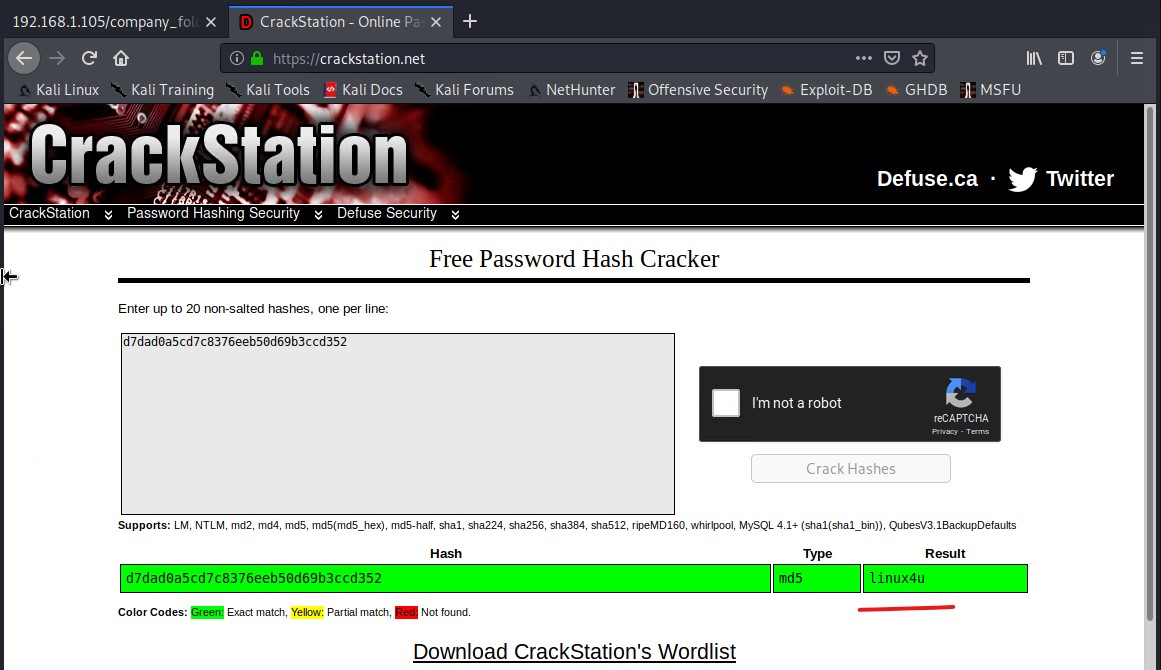 192.168.1.105/company_fol
CrackStation - Online Pa
https://crackstation.net
Kali Linux Kali Training Kali Tools Kali Docs Kali Forums NetHunter Offensive Security Exploit-DB GHDB MSFU
CrackStation
Defuse.ca · Twitter
CrackStation Password Hashing Security Defuse Security
Free Password Hash Cracker
Enter up to 20 non-salted hashes, one per line:
d7dad0a5cd7c8376eeb50d69b3ccd352
I'm not a robot
reCAPTCHA
Privacy - Terms
Crack Hashes
Supports: LM, NTLM, md2, md4, md5, md5(md5_hex), md5-half, sha1, sha224, sha256, sha384, sha512, ripeMD160, whirlpool, MySQL 4.1+ (sha1(sha1_bin)), QubesV3.1BackupDefaults
Hash Type Result
d7dad0a5cd7c8376eeb50d69b3ccd352 md5 linux4u
Color Codes: Green: Exact match, Yellow: Partial match, Red: Not found.
Download CrackStation's Wordlist